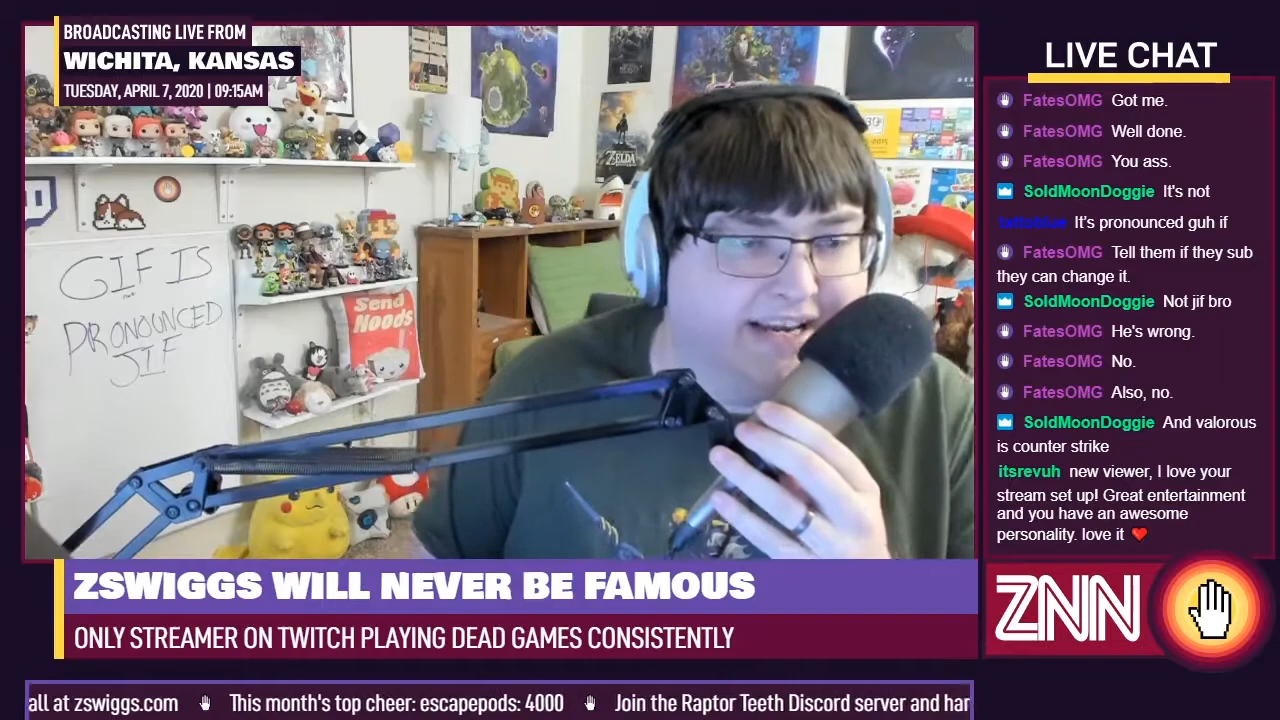 BROADCASTING LIVE FROM
WICHITA, KANSAS
TUESDAY, APRIL 7, 2020 | 09:15AM
GIF IS
PRONOUNCED
JIF
ZELDA
Send
Noods
LIVE CHAT
FatesOMG Got me.
FatesOMG Well done.
FatesOMG You ass.
SoldMoonDoggie It's not
It's pronounced guh if
FatesOMG Tell them if they sub
they can change it.
SoldMoonDoggie Not jif bro
FatesOMG He's wrong.
FatesOMG No.
FatesOMG Also, no.
SoldMoonDoggie And valorous
is counter strike
itsrevuh new viewer, I love your
stream set up! Great entertainment
and you have an awesome
personality. love it
ZSWIGGS WILL NEVER BE FAMOUS
ONLY STREAMER ON TWITCH PLAYING DEAD GAMES CONSISTENTLY
ZNN
all at zswiggs.com This month's top cheer: escapepods: 4000 Join the Raptor Teeth Discord server and har